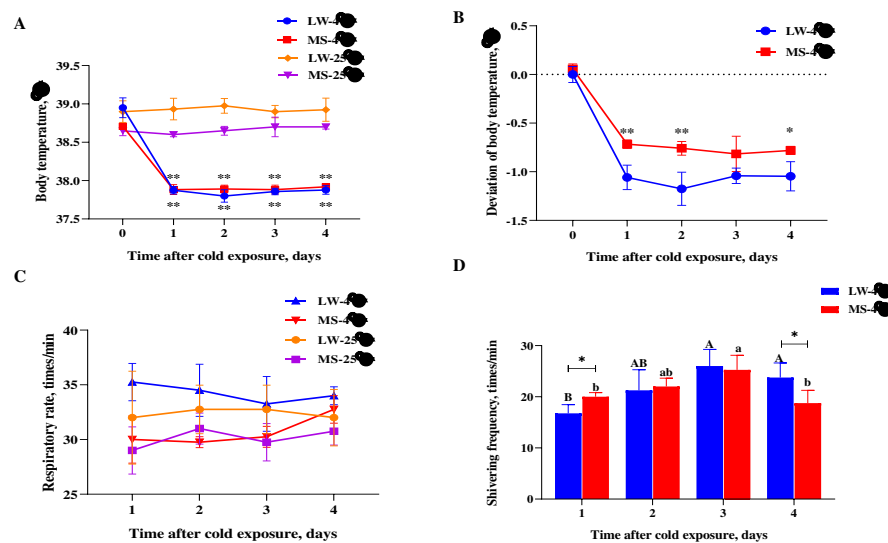 A
LW-4
MS-4
LW-25
MS-25
Body temperature,
39.5
39.0
38.5
38.0
37.5
**
**
**
**
**
**
**
**
0
1
2
3
4
Time after cold exposure, days
B
LW-4
MS-4
Deviation of body temperature,
0.0
-0.5
-1.0
-1.5
**
**
*
0
1
2
3
4
Time after cold exposure, days
C
LW-4
MS-4
LW-25
MS-25
Respiratory rate, times/min
40
35
30
25
1
2
3
4
Time after cold exposure, days
D
LW-4
MS-4
Shivering frequency, times/min
30
20
10
0
*
B
b
AB
ab
A
a
*
A
b
1
2
3
4
Time after cold exposure, days